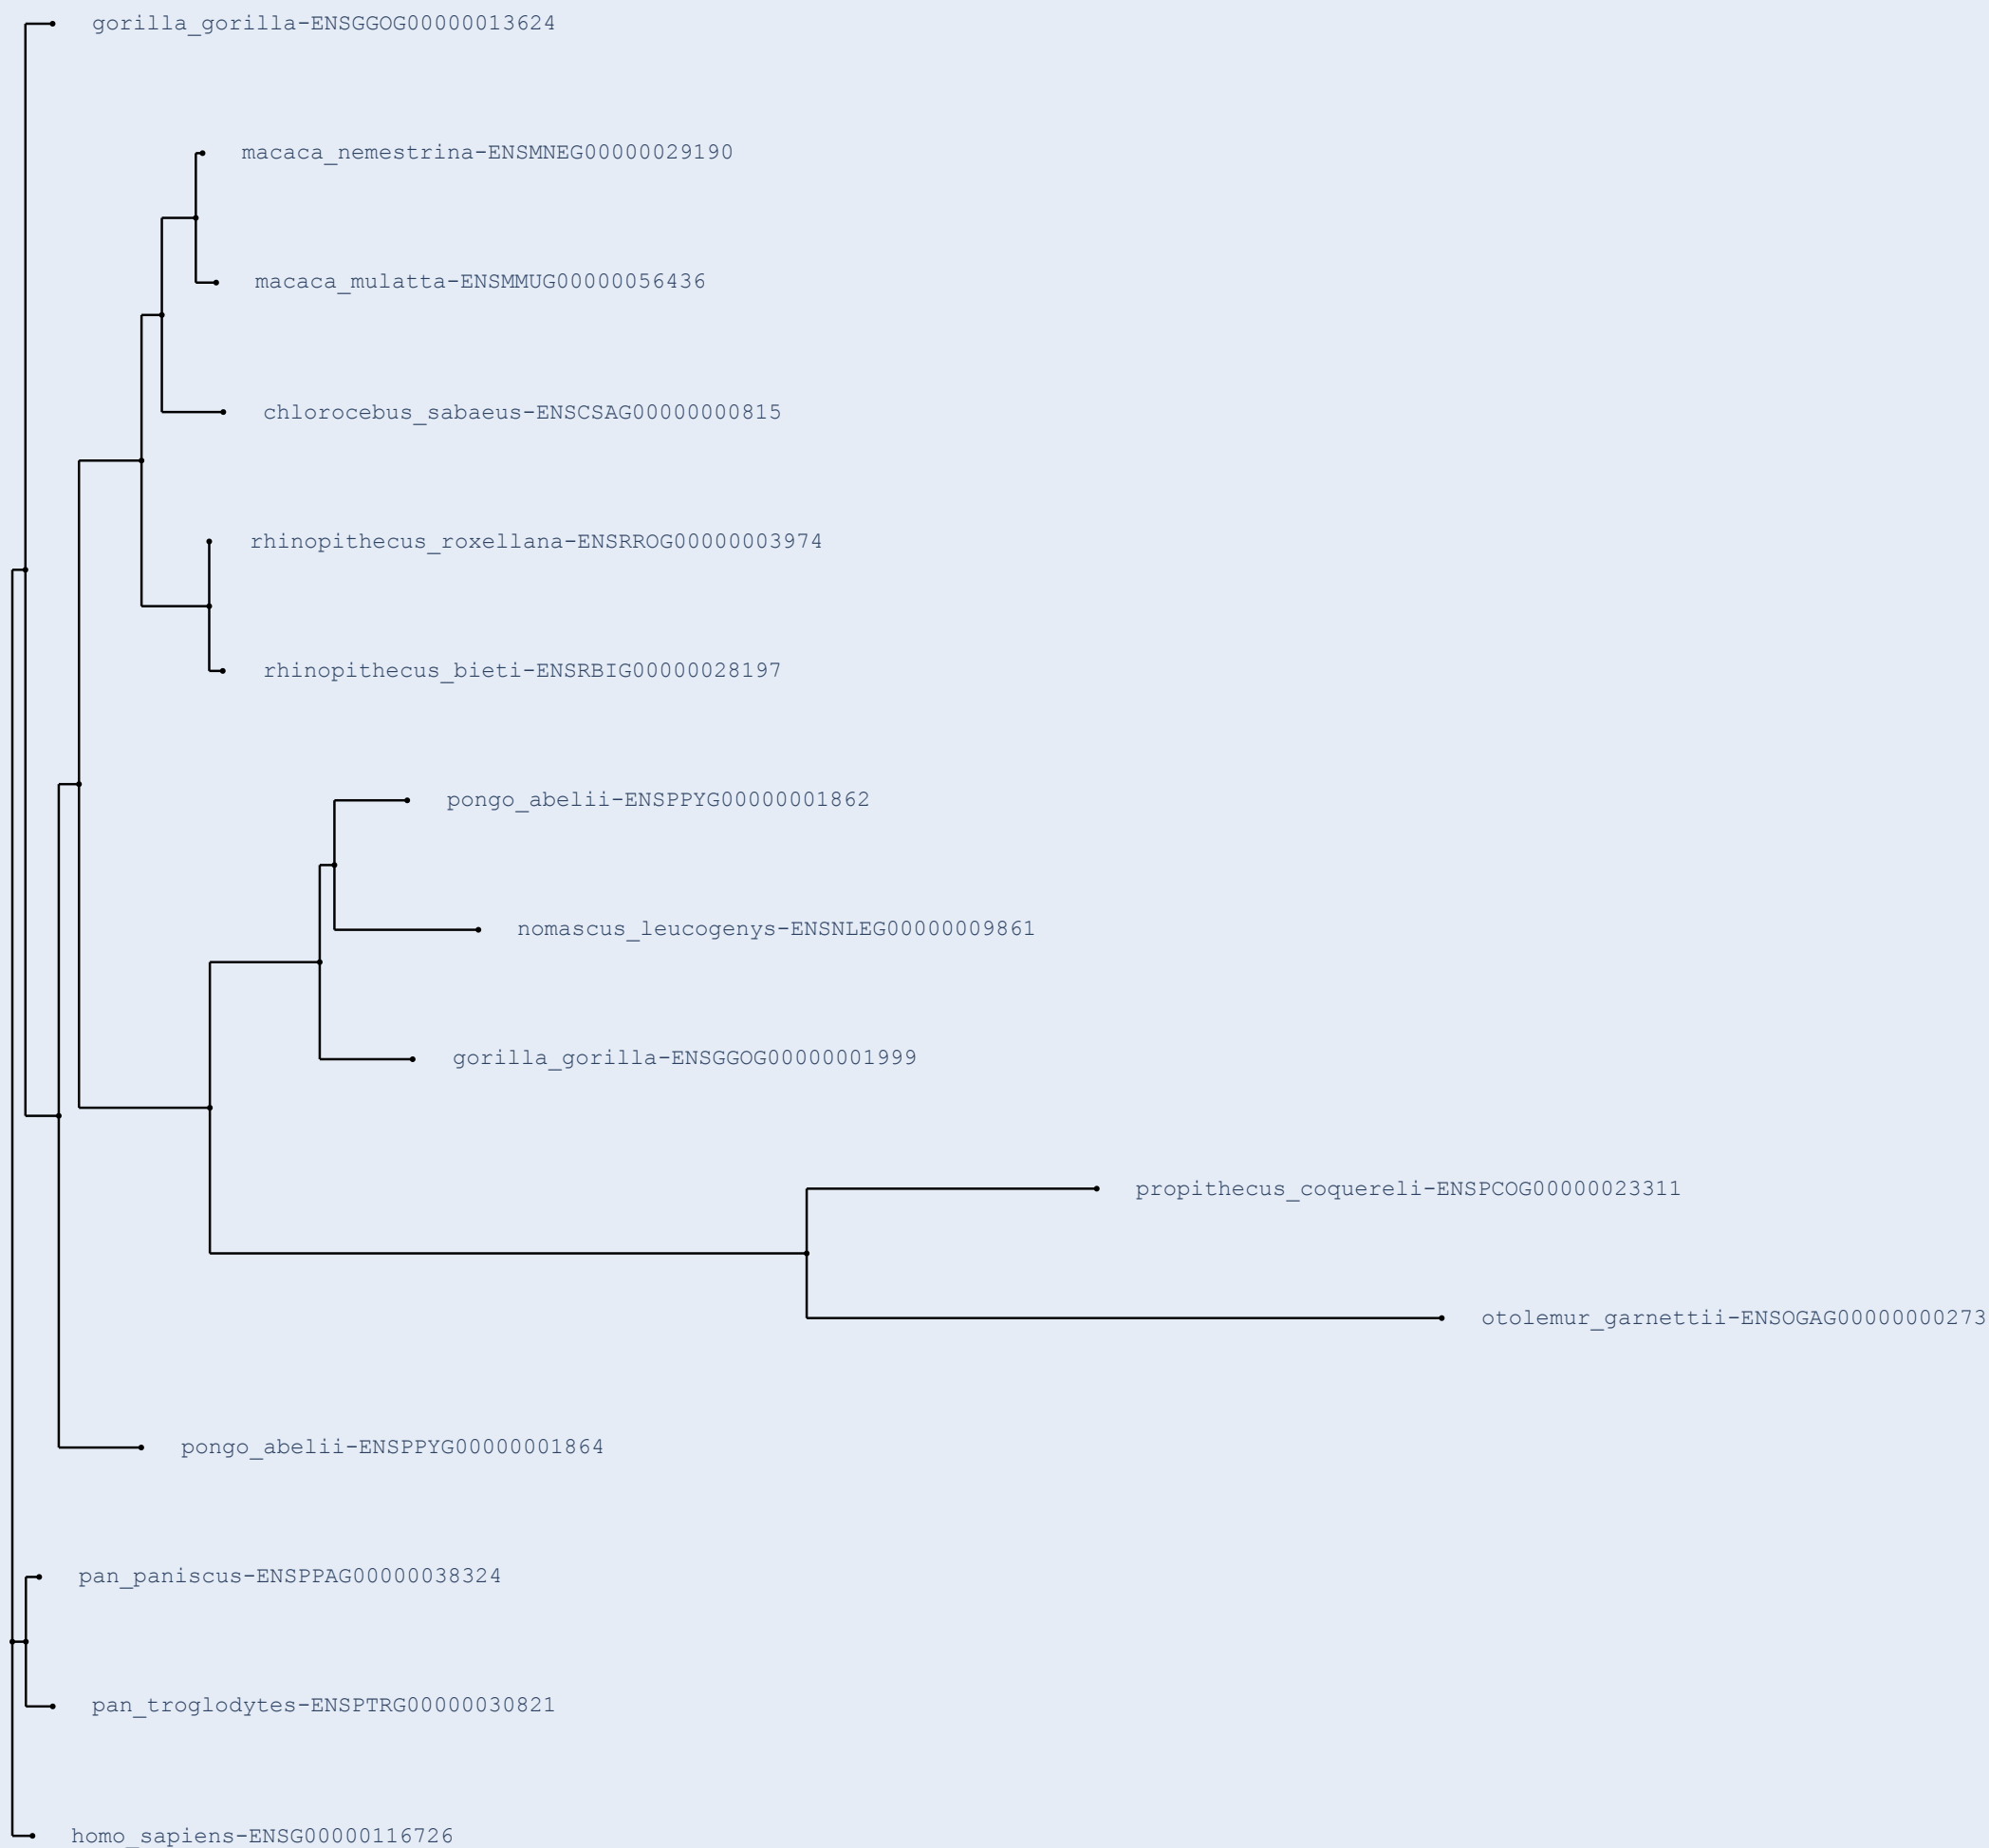 gorilla_gorilla-ENSGGOG00000013624
macaca_nemestrina-ENSMNEG00000029190
macaca_mulatta-ENSMMUG00000056436
chlorocebus_sabaeus-ENSCSAG00000000815
rhinopithecus_roxellana-ENSRROG00000003974
rhinopithecus_bieti-ENSRBIG00000028197
pongo_abelii-ENSPPYG00000001862
nomascus_leucogenys-ENSNLEG00000009861
gorilla_gorilla-ENSGGOG00000001999
propithecus_coquereli-ENSPCOG00000023311
otolemur_garnettii-ENSOGAG00000000273
pongo_abelii-ENSPPYG00000001864
pan_paniscus-ENSPPAG00000038324
pan_troglodytes-ENSPTRG00000030821
homo_sapiens-ENSG00000116726